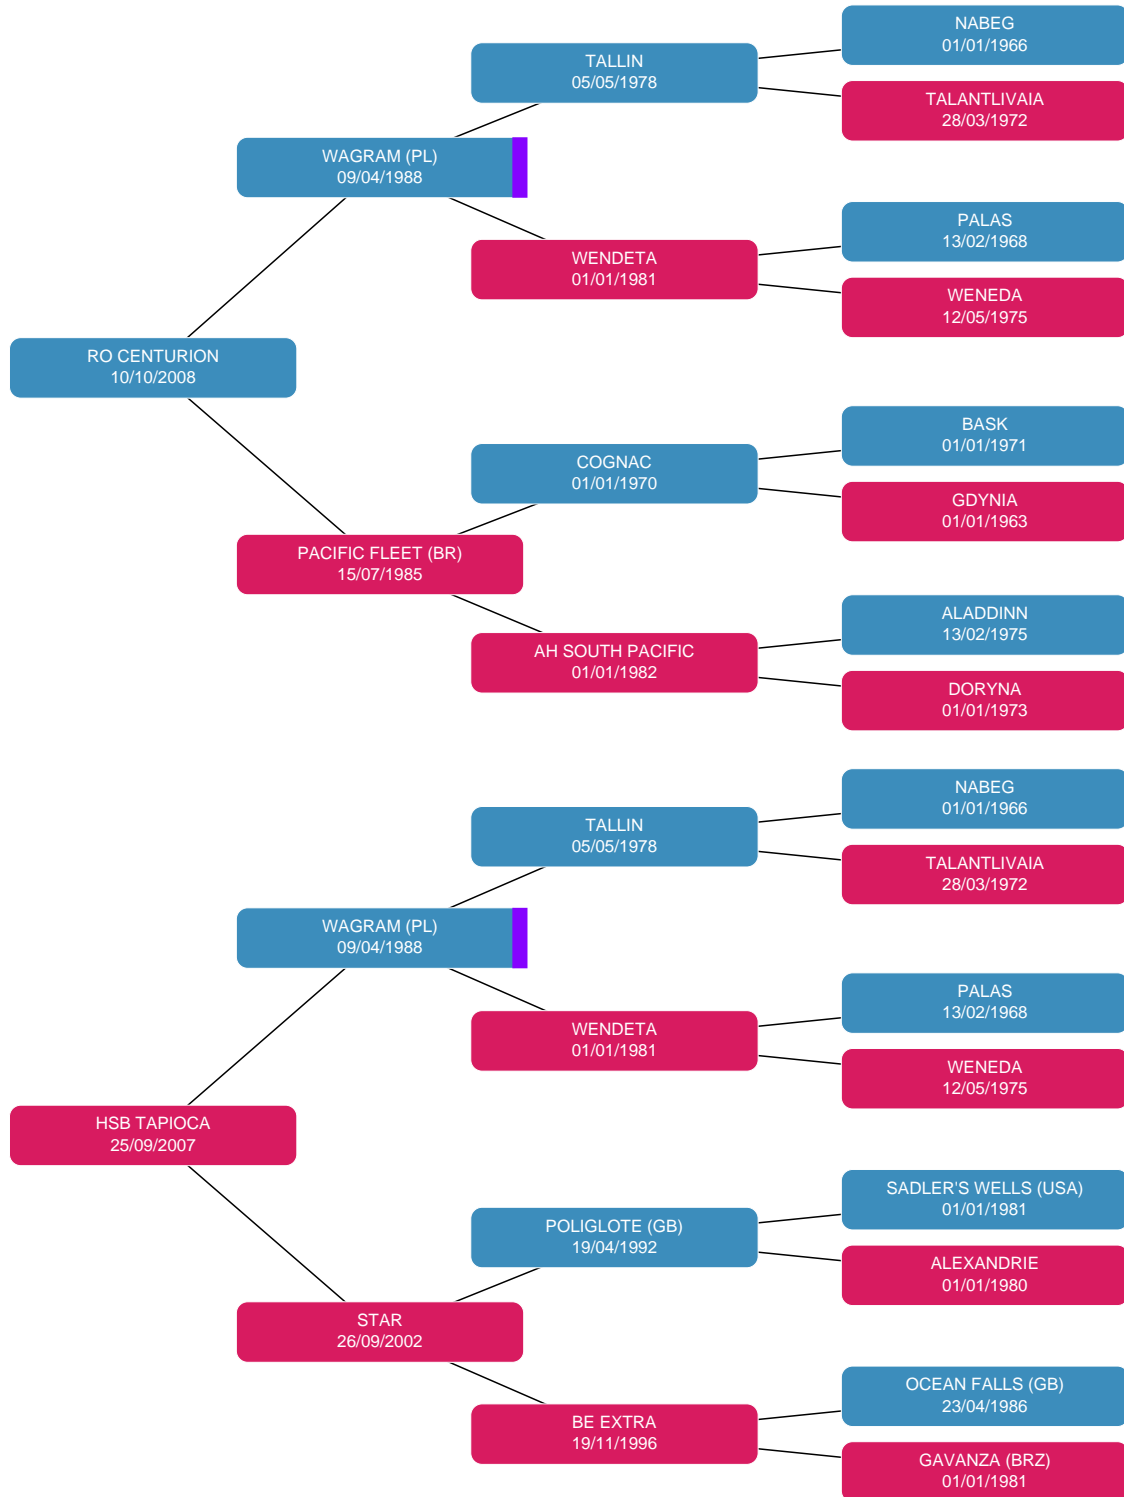 NABEG
01/01/1966
TALLIN
05/05/1978
TALANTLIVAIA
28/03/1972
WAGRAM (PL)
09/04/1988
PALAS
13/02/1968
WENDETA
01/01/1981
WENEDA
12/05/1975
RO CENTURION
10/10/2008
BASK
01/01/1971
COGNAC
01/01/1970
GDYNIA
01/01/1963
PACIFIC FLEET (BR)
15/07/1985
ALADDINN
13/02/1975
AH SOUTH PACIFIC
01/01/1982
DORYNA
01/01/1973
NABEG
01/01/1966
TALLIN
05/05/1978
TALANTLIVAIA
28/03/1972
WAGRAM (PL)
09/04/1988
PALAS
13/02/1968
WENDETA
01/01/1981
WENEDA
12/05/1975
HSB TAPIOCA
25/09/2007
SADLER'S WELLS (USA)
01/01/1981
POLIGLOTE (GB)
19/04/1992
ALEXANDRIE
01/01/1980
STAR
26/09/2002
OCEAN FALLS (GB)
23/04/1986
BE EXTRA
19/11/1996
GAVANZA (BRZ)
01/01/1981